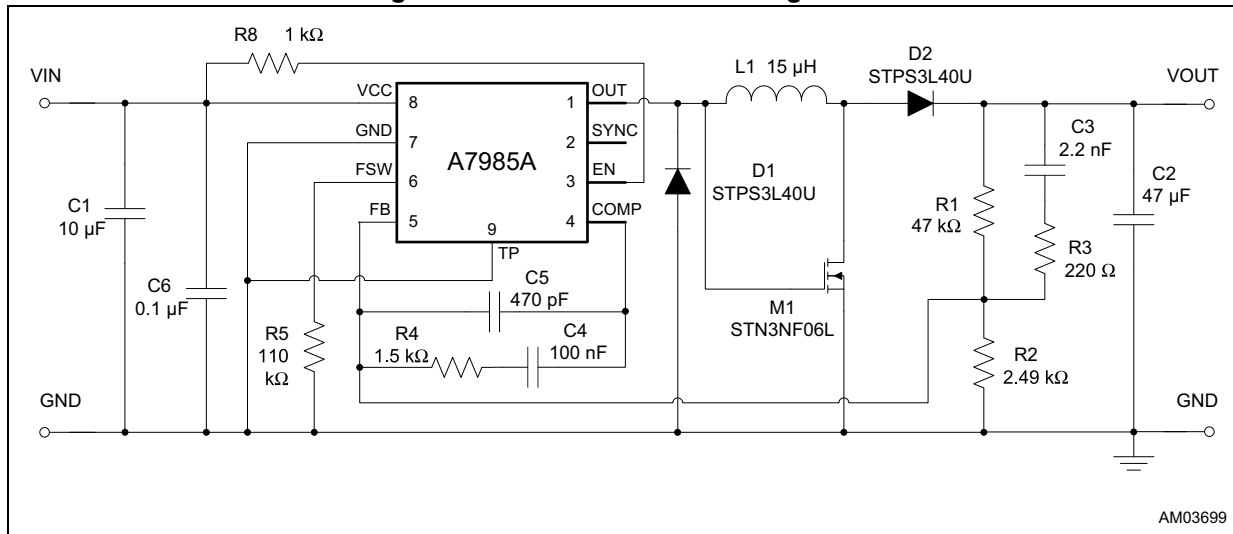 R8 1 kΩ
VIN
VCC
8
GND
7
FSW
6
FB
5
A7985A
9
TP
1
OUT
2
SYNC
3
EN
4
COMP
L1 15 µH
D2
STPS3L40U
VOUT
D1
STPS3L40U
C3
2.2 nF
C2
47 µF
R1
47 kΩ
R3
220 Ω
C1
10 µF
C6
0.1 µF
R5
110
kΩ
C5
470 pF
R4
1.5 kΩ
C4
100 nF
M1
STN3NF06L
R2
2.49 kΩ
GND
GND
AM03699